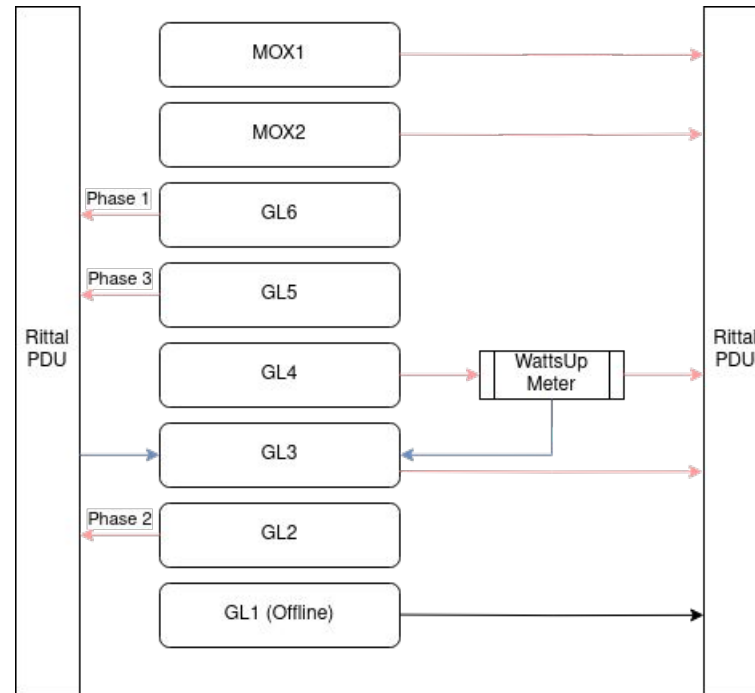 MOX1
MOX2
Phase 1
GL6
Phase 3
GL5
Rittal
PDU
GL4
WattsUp
Meter
Rittal
PDU
GL3
Phase 2
GL2
GL1 (Offline)